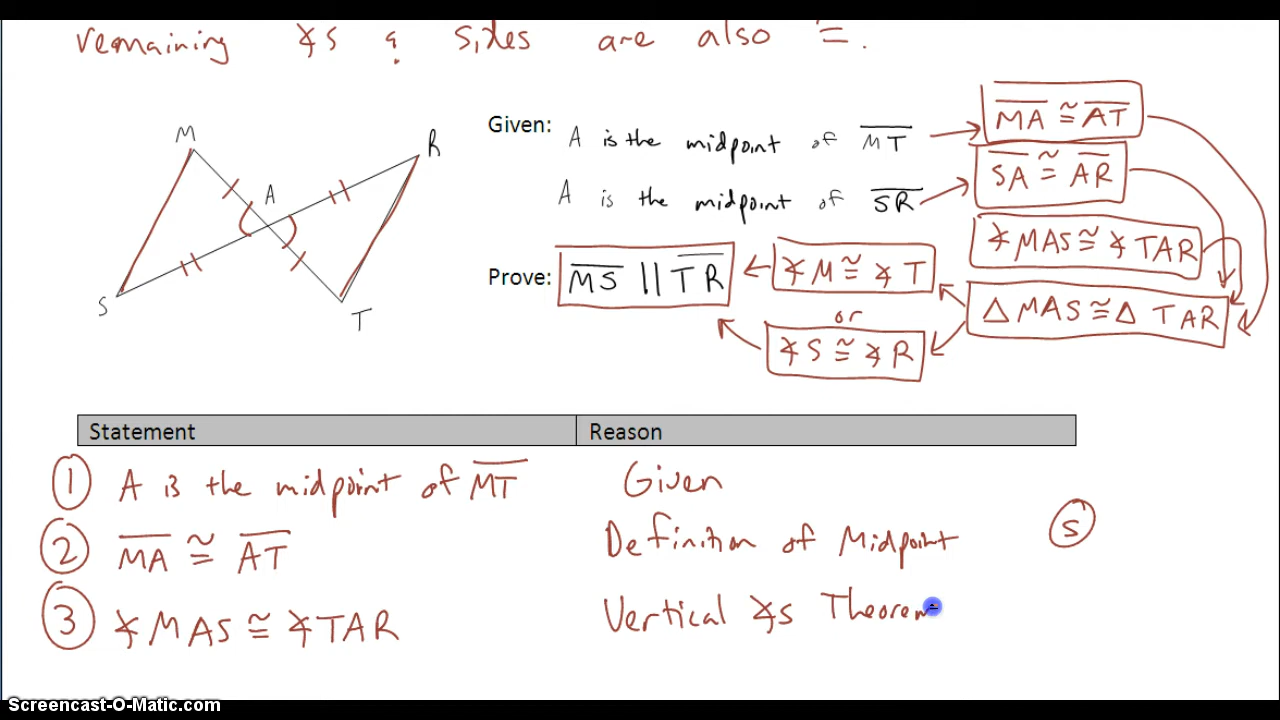 remaining ∡s & sides are also ≅.
M
R
A
S
T
Given: A is the midpoint of MT → MA ≅ AT
A is the midpoint of SR → SA ≅ AR
∡MAS ≅ ∡TAR
Prove: MS || TR ← ∡M ≅ ∡T
△MAS ≅ △TAR
or
∡S ≅ ∡R
Statement Reason
1 A is the midpoint of MT Given
2 MA ≅ AT Definition of Midpoint S
3 ∡MAS ≅ ∡TAR Vertical ∡s Theorem
Screencast-O-Matic.com